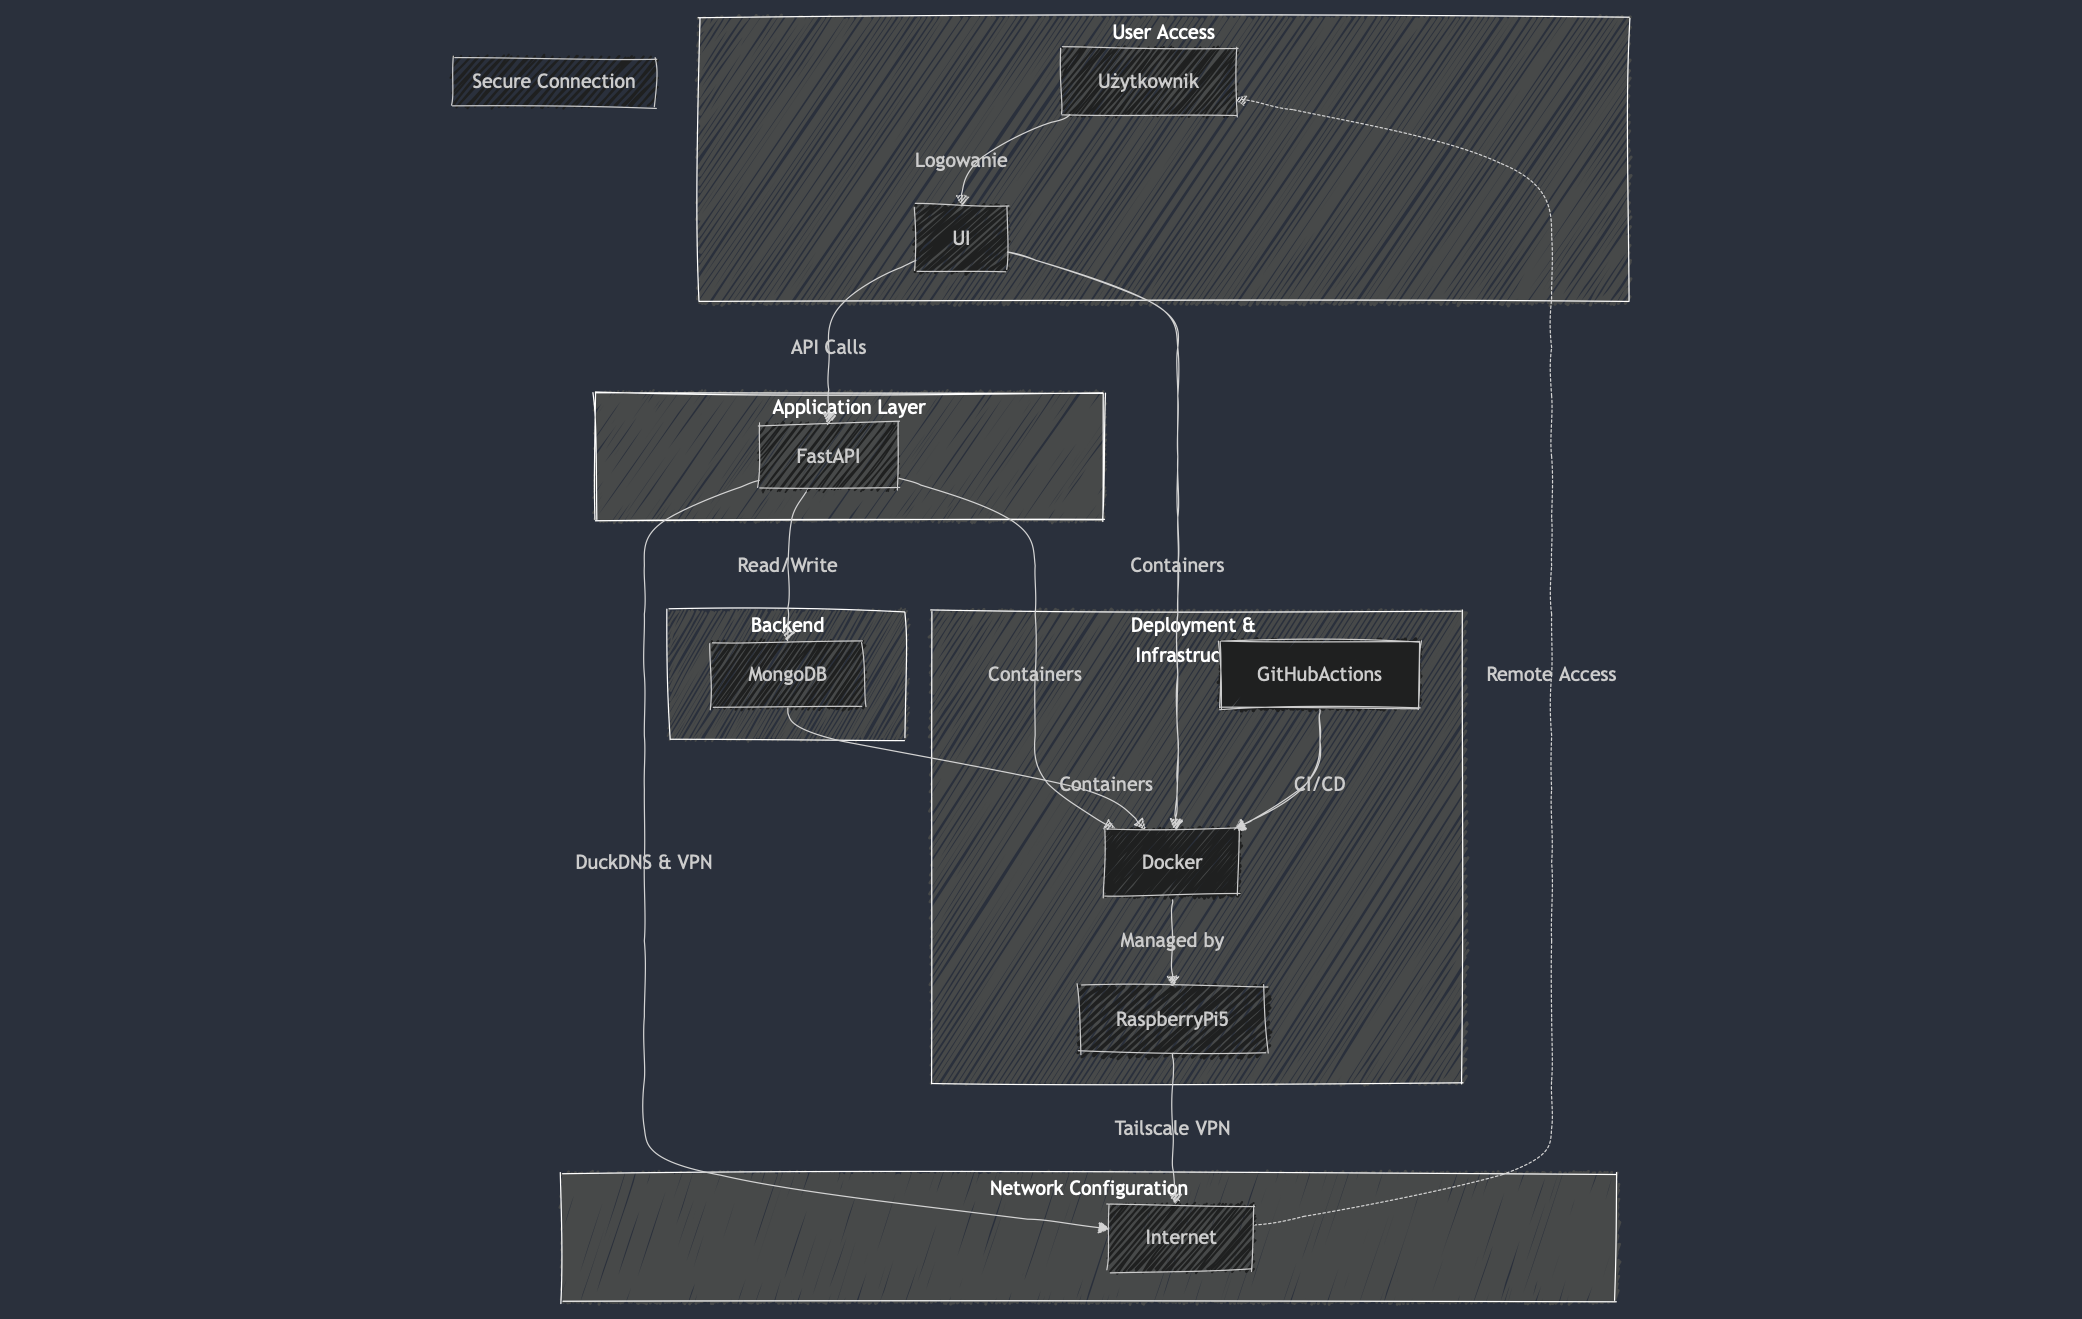 User Access
Secure Connection
Użytkownik
Logowanie
UI
API Calls
Application Layer
FastAPI
Read/Write
Containers
Backend
Deployment &
Infrastruc
MongoDB
Containers
GitHubActions
Remote Access
Containers
CI/CD
DuckDNS & VPN
Docker
Managed by
RaspberryPi5
Tailscale VPN
Network Configuration
Internet